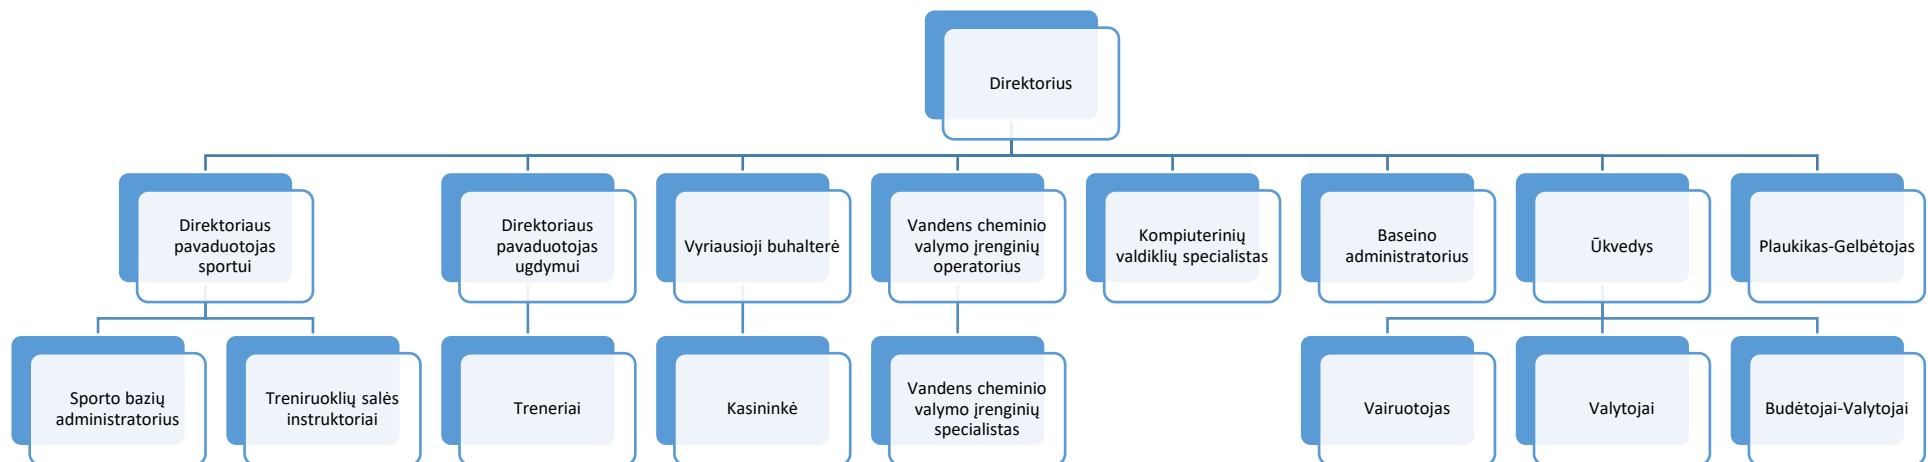 Direktorius
Direktoriaus
pavaduotojas
sportui
Direktoriaus
pavaduotojas
ugdymui
Vyriausioji buhalterė
Vandens cheminio
valymo įrenginių
operatorius
Kompiuterinių
valdiklių specialistas
Baseino
administratorius
Ūkvedys
Plaukikas-Gelbėtojas
Sporto bazių
administratorius
Treniruoklių salės
instruktoriai
Treneriai
Kasininkė
Vandens cheminio
valymo įrenginių
specialistas
Vairuotojas
Valytojai
Budėtojai-Valytojai